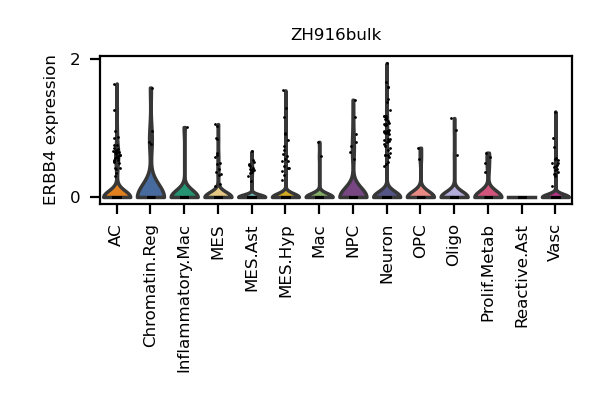 ZH916bulk
ERBB4 expression
2
0
AC
Chromatin.Reg
Inflammatory.Mac
MES
MES.Ast
MES.Hyp
Mac
NPC
Neuron
OPC
Oligo
Prolif.Metab
Reactive.Ast
Vasc